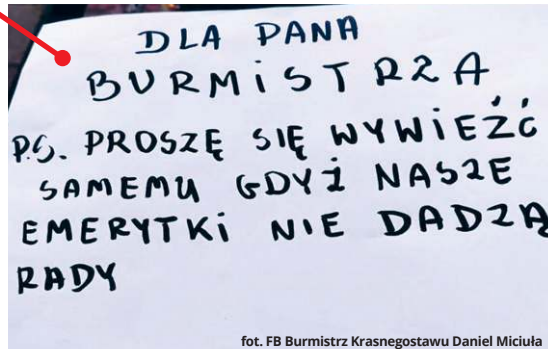 DLA PANA
BURMiSTRZA
P.S. PROSZĘ SIĘ WYWiEŹĆ
SAMEMU GDYŻ NASZE
EMERYTKi NIE DADZĄ
RADY
fot. FB Burmistrz Krasnegostawu Daniel Miciuła